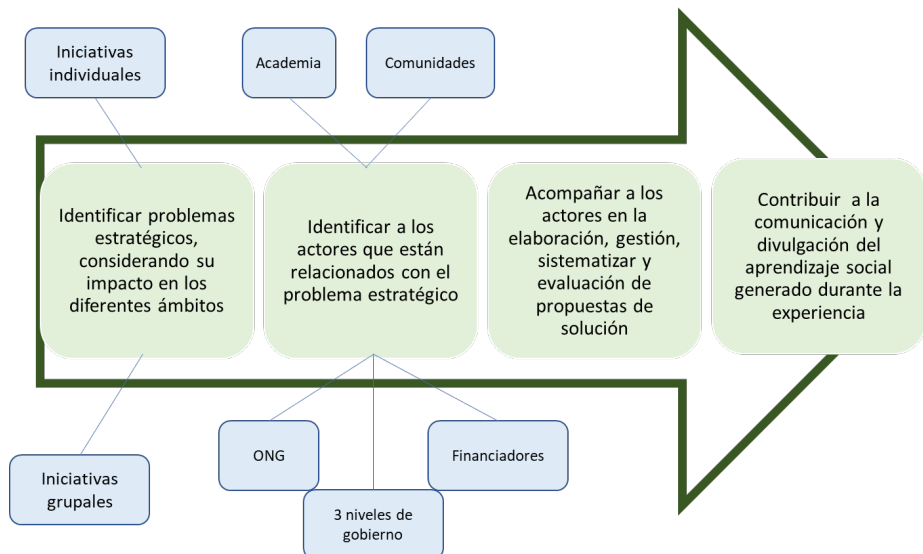 Iniciativas
individuales
Academia
Comunidades
Identificar problemas
estratégicos,
considerando su
impacto en los
diferentes ámbitos
Identificar a los
actores que están
relacionados con el
problema estratégico
Acompañar a los
actores en la
elaboración, gestión,
sistematizar y
evaluación de
propuestas de
solución
Contribuir a la
comunicación y
divulgación del
aprendizaje social
generado durante la
experiencia
Iniciativas
grupales
ONG
3 niveles de
gobierno
Financiadores